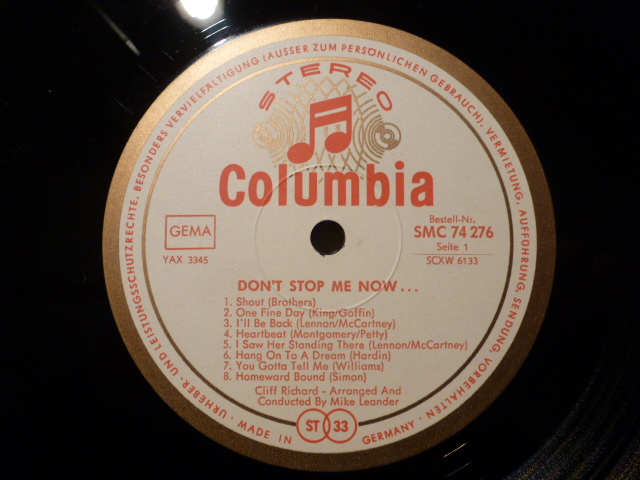 URHEBER- UND LEISTUNGSSCHUTZRECHTE. BESONDERS VERVIELFÄLTIGUNG (AUSSER ZUM PERSÖNLICHEN GEBRAUCH), VERMIETUNG, AUFFÜHRUNG, SENDUNG, VORBEHALTEN ·
STEREO
Columbia
GEMA
YAX 3345
Bestell-Nr.
SMC 74 276
Seite 1
SCXW 6133
DON'T STOP ME NOW . . .
1. Shout (Brothers)
2. One Fine Day (King/Goffin)
3. I'll Be Back (Lennon/McCartney)
4. Heartbeat (Montgomery/Petty)
5. I Saw Her Standing There (Lennon/McCartney)
6. Hang On To A Dream (Hardin)
7. You Gotta Tell Me (Williams)
8. Homeward Bound (Simon)
Cliff Richard - Arranged And
Conducted By Mike Leander
ST 33
MADE IN GERMANY ·